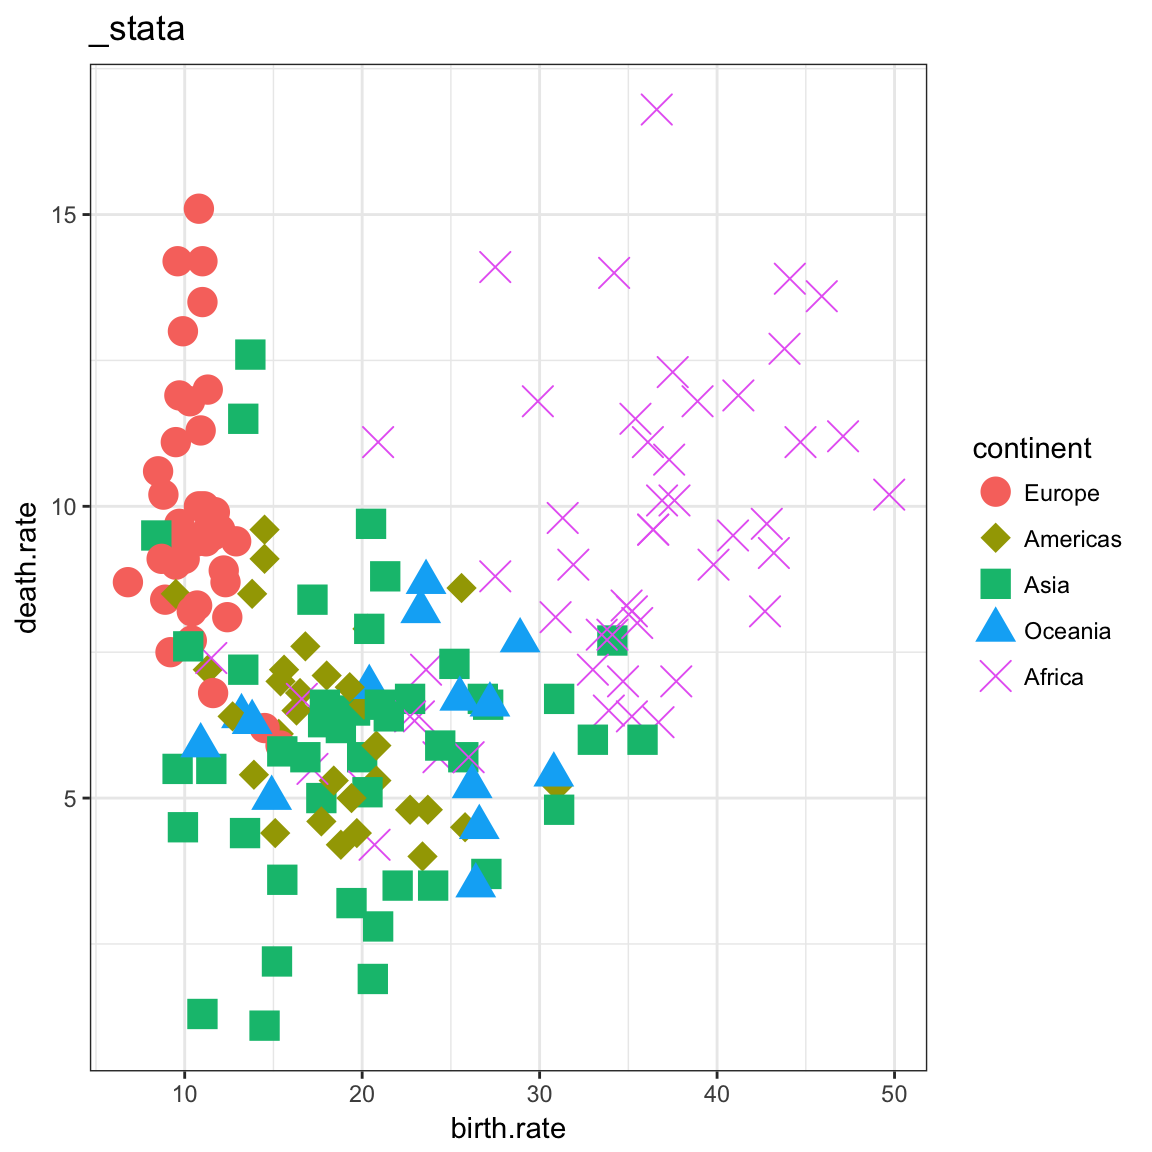 _stata
15
10
5
death.rate
10 20 30 40 50
birth.rate
continent
Europe
Americas
Asia
Oceania
Africa